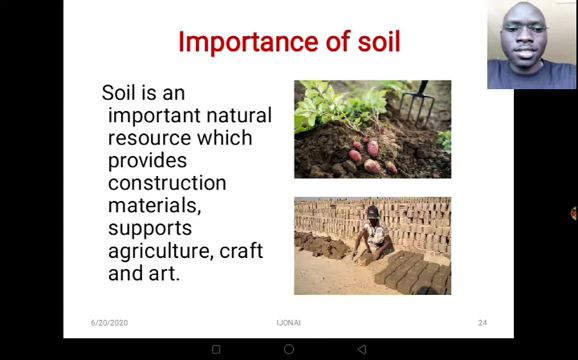 Importance of soil
Soil is an
important natural
resource which
provides
construction
materials,
supports
agriculture, craft
and art.
6/20/2020
IJONAI
24